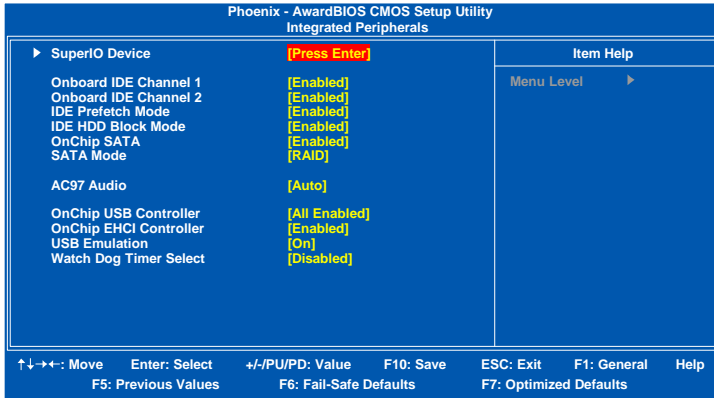 Phoenix - AwardBIOS CMOS Setup Utility
Integrated Peripherals
SuperIO Device [Press Enter] Item Help
Onboard IDE Channel 1 [Enabled] Menu Level
Onboard IDE Channel 2 [Enabled]
IDE Prefetch Mode [Enabled]
IDE HDD Block Mode [Enabled]
OnChip SATA [Enabled]
SATA Mode [RAID]
AC97 Audio [Auto]
OnChip USB Controller [All Enabled]
OnChip EHCI Controller [Enabled]
USB Emulation [On]
Watch Dog Timer Select [Disabled]
↑↓→←: Move Enter: Select +/-/PU/PD: Value F10: Save ESC: Exit F1: General Help
F5: Previous Values F6: Fail-Safe Defaults F7: Optimized Defaults